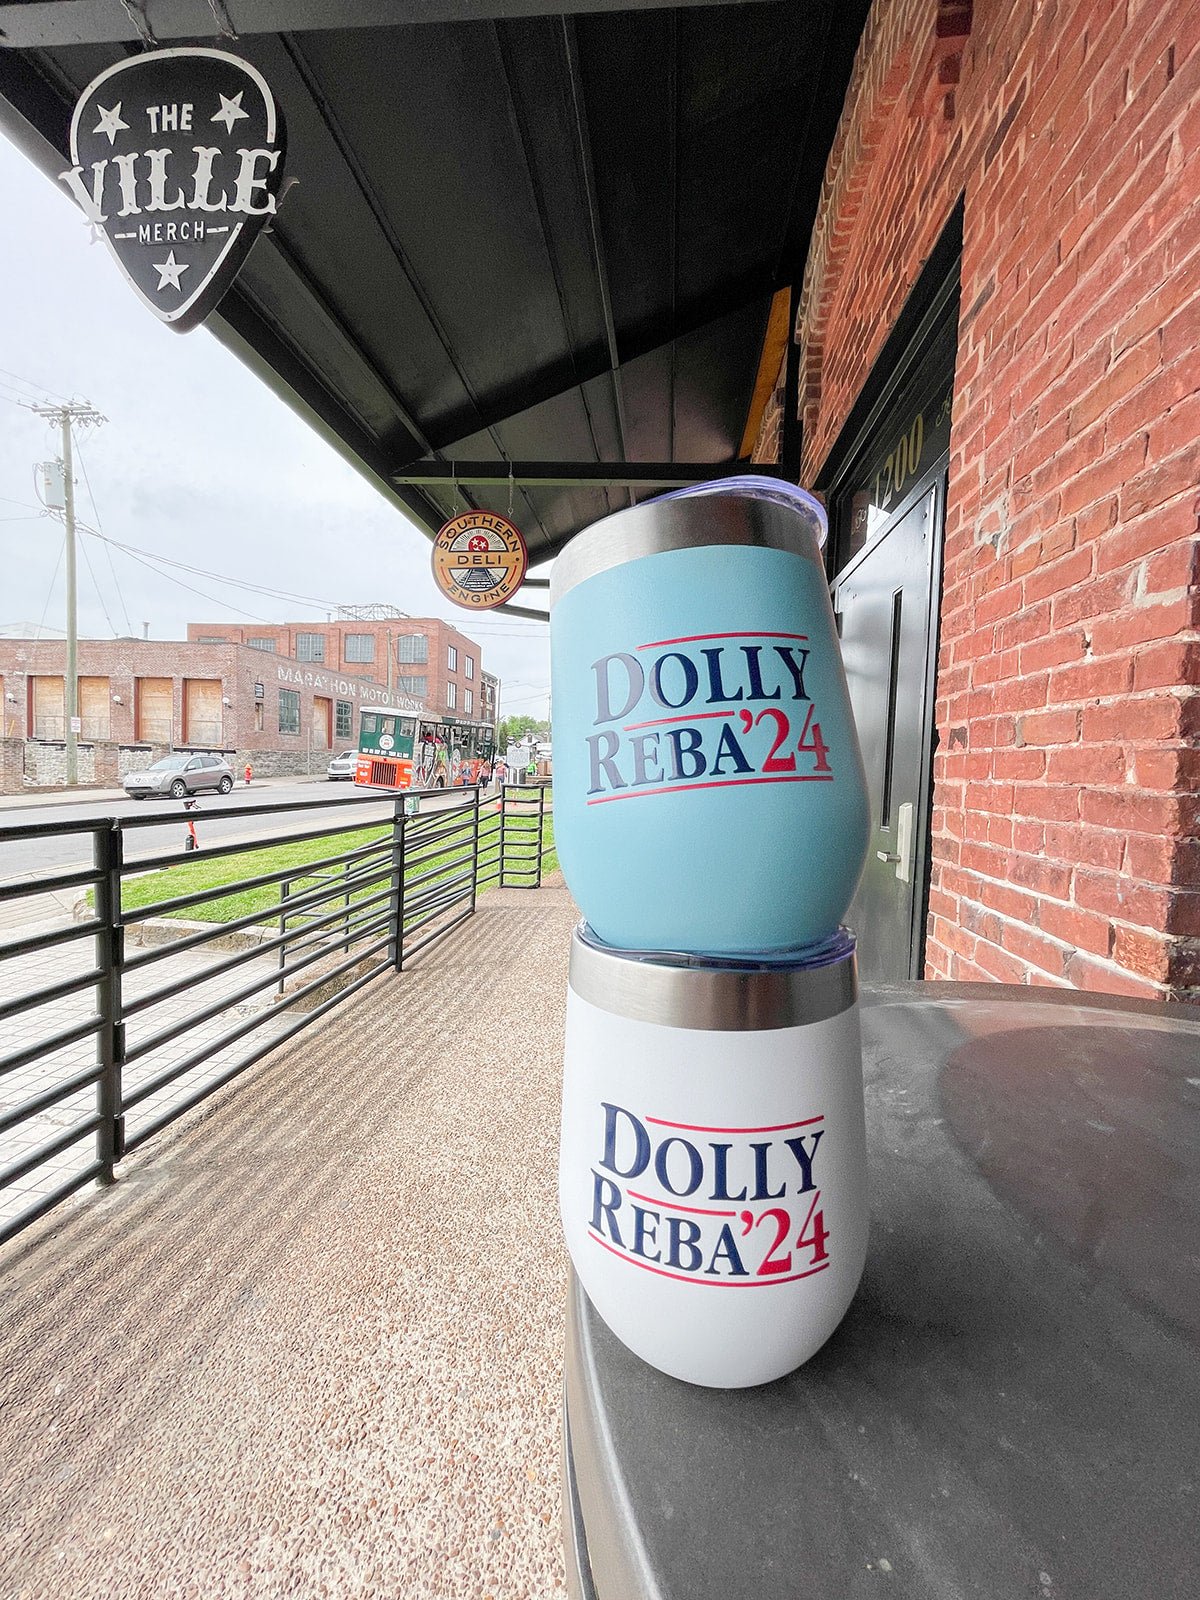 THE
VILLE
MERCH
SOUTHERN
DELI
ENGINE
MARATHON MOTOR WORKS
1200
DOLLY
REBA '24
DOLLY
REBA '24